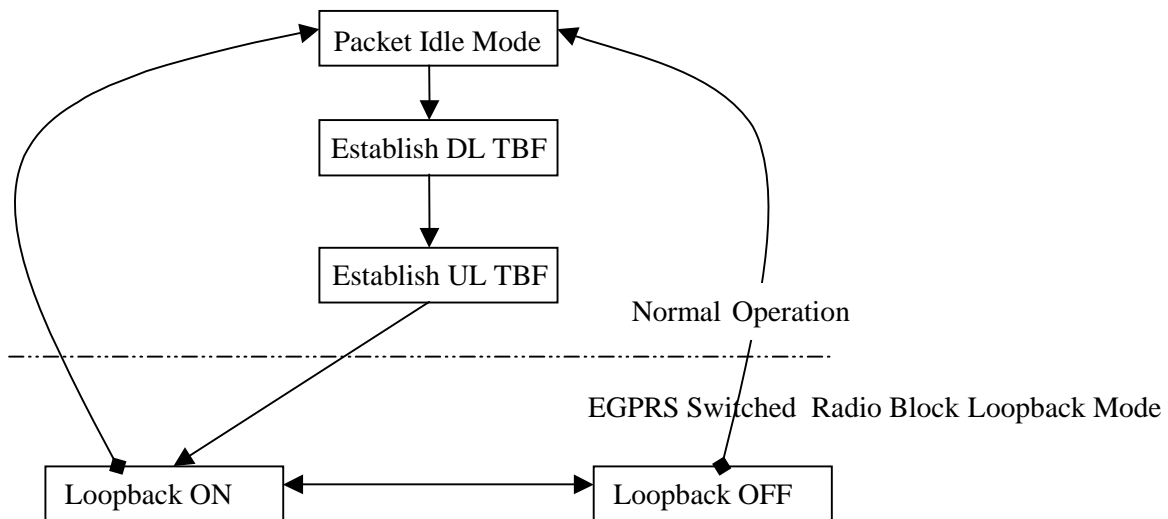 Packet Idle Mode
Establish DL TBF
Establish UL TBF
Normal Operation
EGPRS Switched Radio Block Loopback Mode
Loopback ON
Loopback OFF